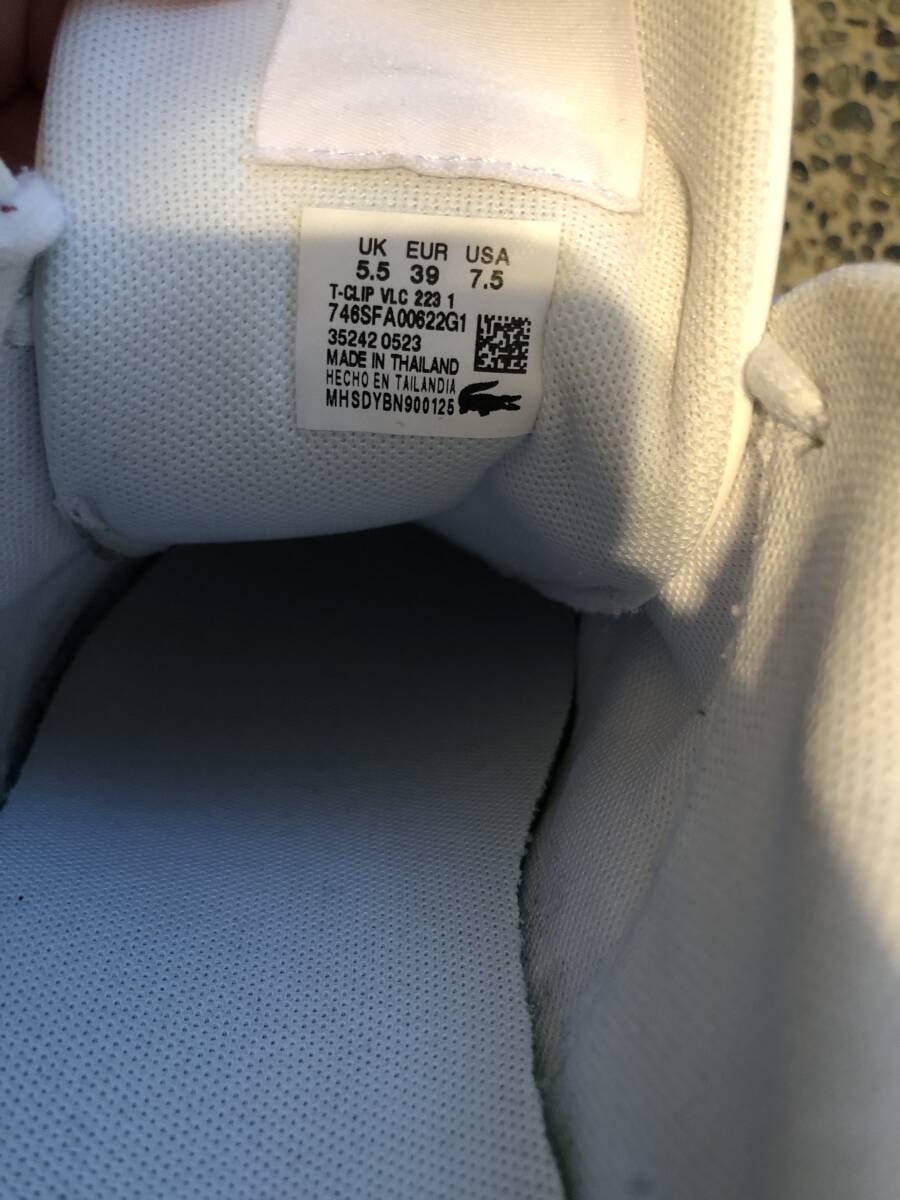 UK EUR USA
5.5 39 7.5
T-CLIP VLC 223 1
746SFA00622G1
35242 0523
MADE IN THAILAND
HECHO EN TAILANDIA
MHSDYBN900125